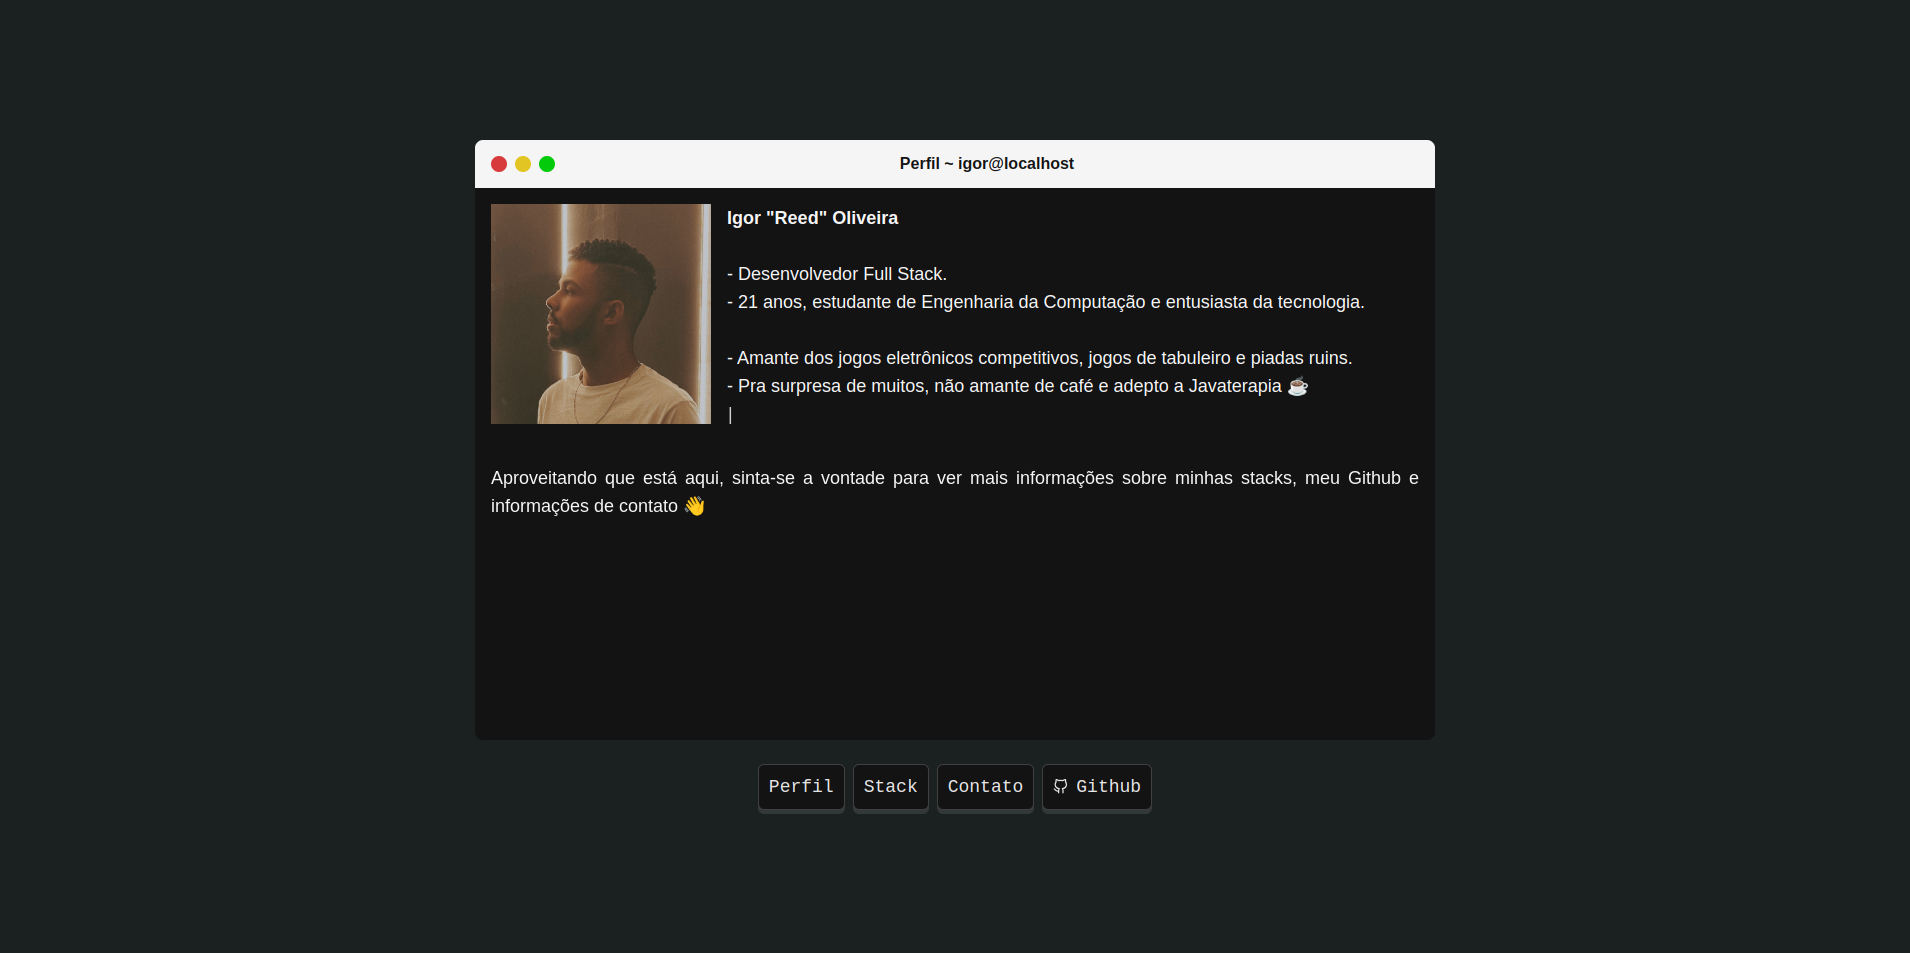 Perfil ~ igor@localhost
Igor "Reed" Oliveira
- Desenvolvedor Full Stack.
- 21 anos, estudante de Engenharia da Computação e entusiasta da tecnologia.
- Amante dos jogos eletrônicos competitivos, jogos de tabuleiro e piadas ruins.
- Pra surpresa de muitos, não amante de café e adepto a Javaterapia ☕
|
Aproveitando que está aqui, sinta-se a vontade para ver mais informações sobre minhas stacks, meu Github e
informações de contato 👋
Perfil
Stack
Contato
Github